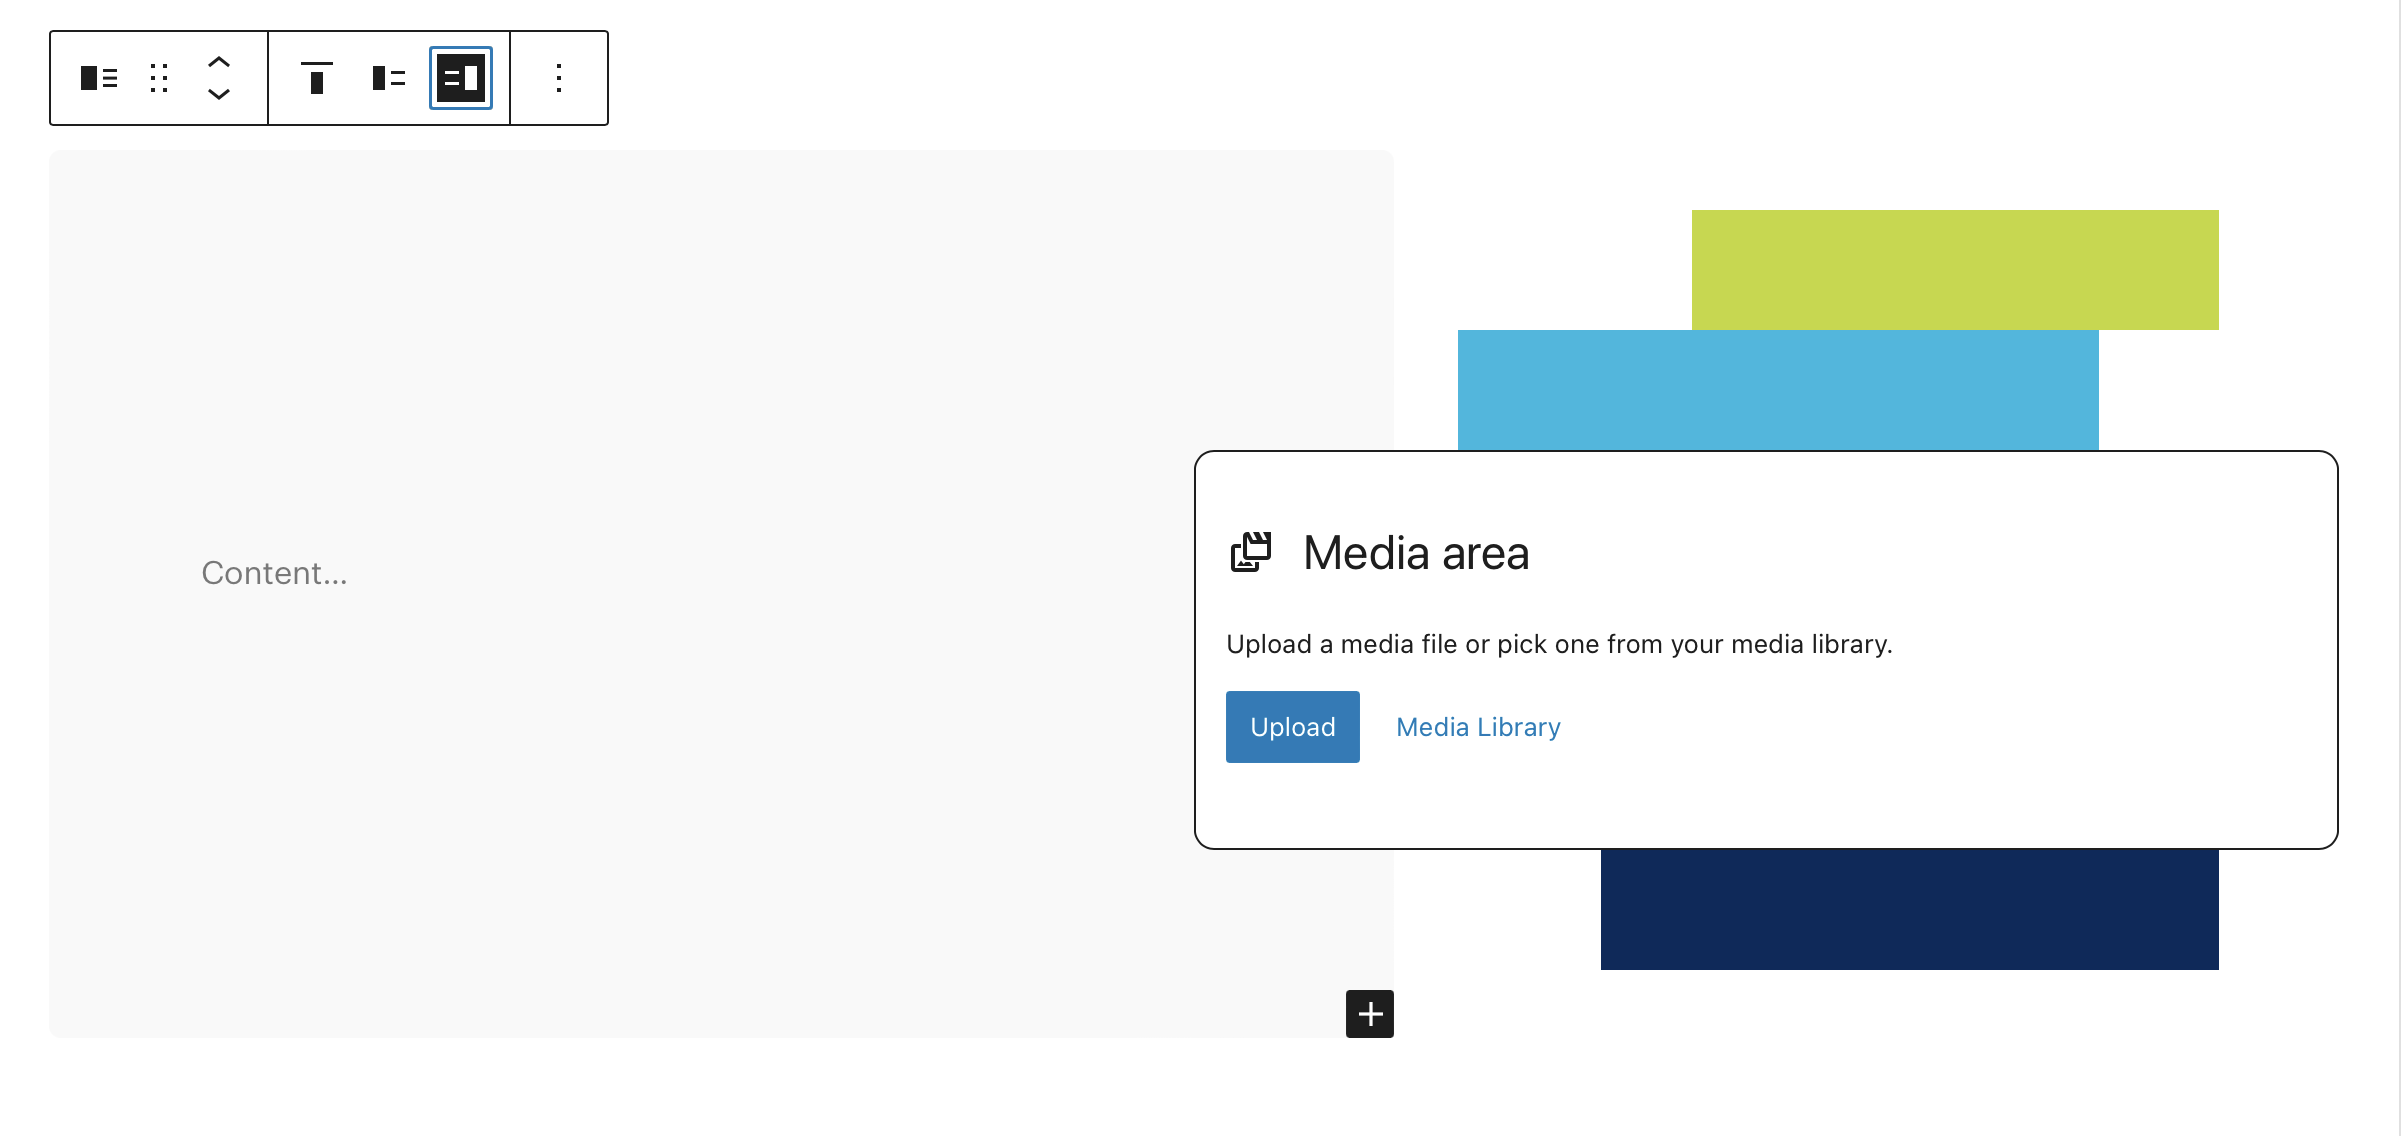 Content...
Media area
Upload a media file or pick one from your media library.
Upload
Media Library